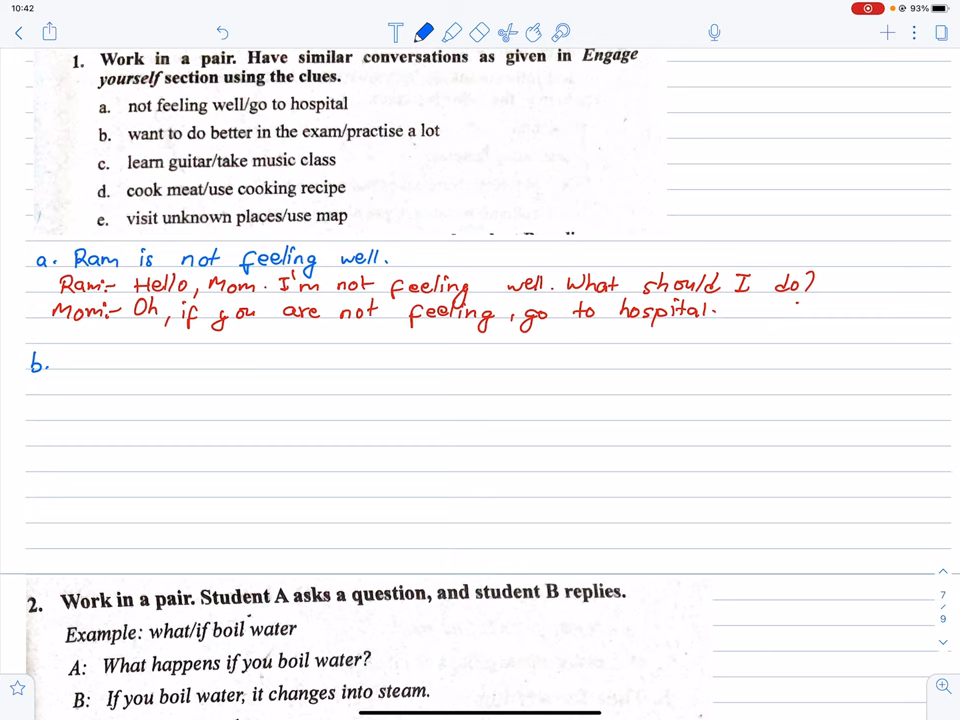 10:42
93%
1. Work in a pair. Have similar conversations as given in Engage
yourself section using the clues.
a. not feeling well/go to hospital
b. want to do better in the exam/practise a lot
c. learn guitar/take music class
d. cook meat/use cooking recipe
e. visit unknown places/use map
a. Ram is not feeling well.
Ram:- Hello, Mom. I'm not feeling well. What should I do?
Mom:- Oh, if you are not feeling, go to hospital.
b.
2. Work in a pair. Student A asks a question, and student B replies.
Example: what/if boil water
A: What happens if you boil water?
B: If you boil water, it changes into steam.
7
/
9